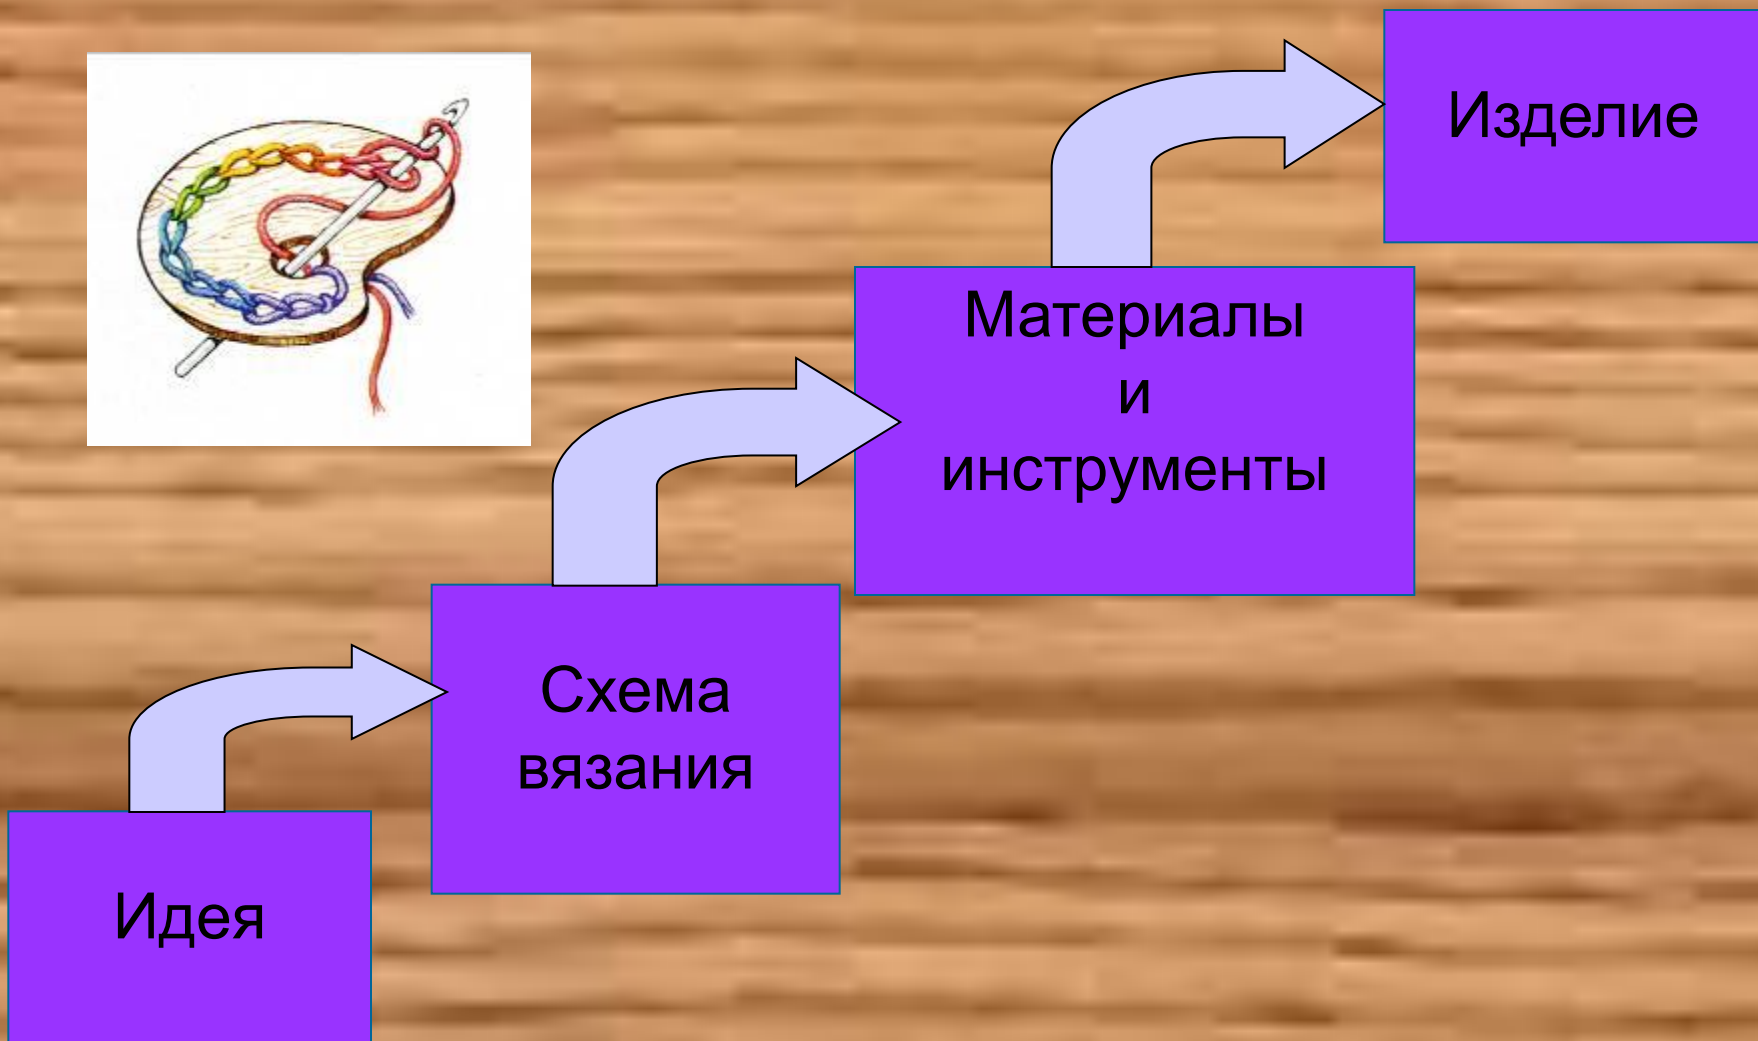 Изделие
Материалы
и
инструменты
Схема
вязания
Идея